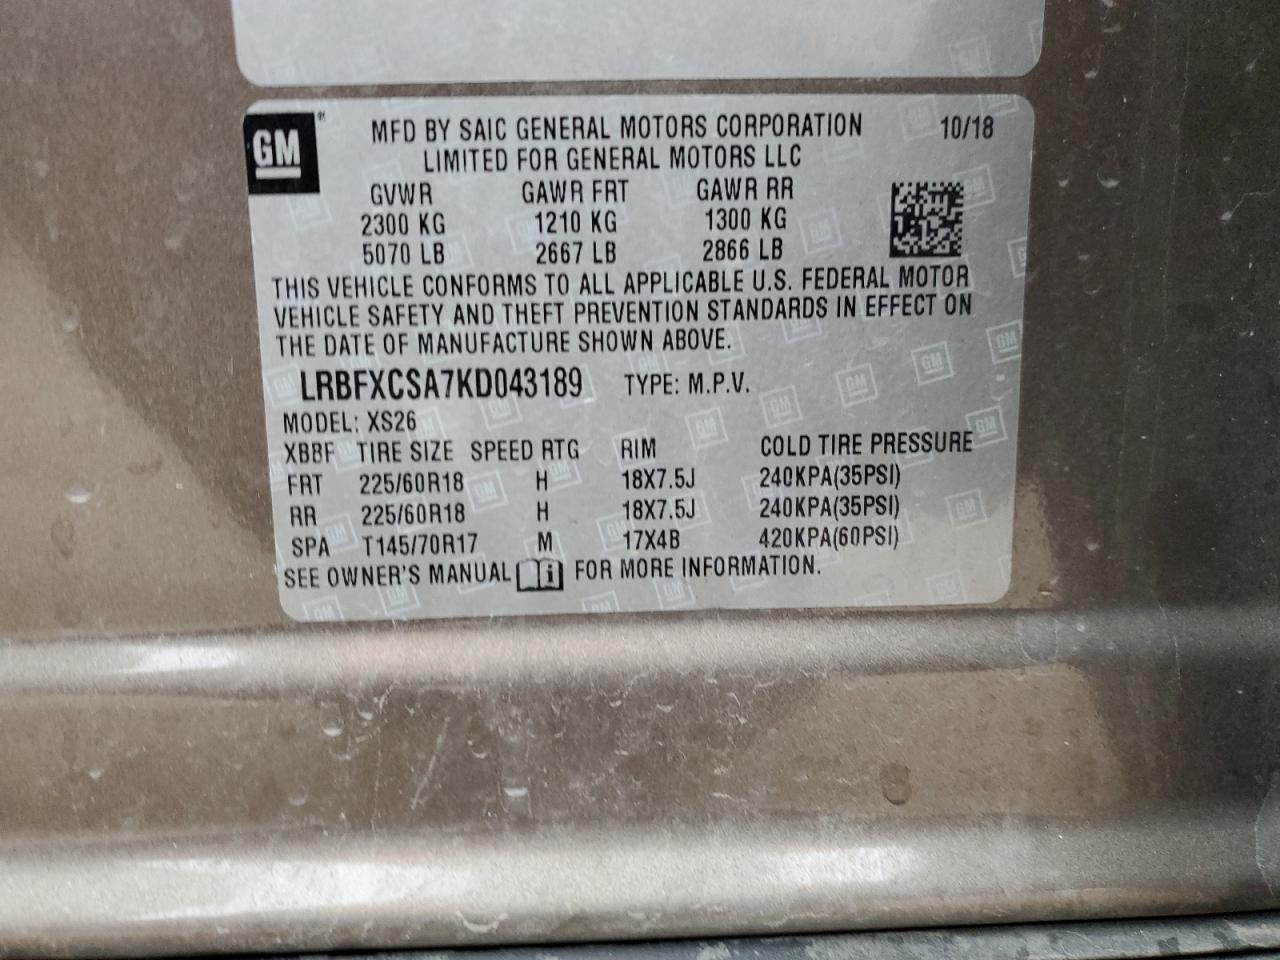 GM
MFD BY SAIC GENERAL MOTORS CORPORATION 10/18
LIMITED FOR GENERAL MOTORS LLC
GVWR GAWR FRT GAWR RR
2300 KG 1210 KG 1300 KG
5070 LB 2667 LB 2866 LB
THIS VEHICLE CONFORMS TO ALL APPLICABLE U.S. FEDERAL MOTOR
VEHICLE SAFETY AND THEFT PREVENTION STANDARDS IN EFFECT ON
THE DATE OF MANUFACTURE SHOWN ABOVE.
LRBFXCSA7KD043189 TYPE: M.P.V.
MODEL: XS26
XBBF TIRE SIZE SPEED RTG RIM COLD TIRE PRESSURE
FRT 225/60R18 H 18X7.5J 240KPA(35PSI)
RR 225/60R18 H 18X7.5J 240KPA(35PSI)
SPA T145/70R17 M 17X4B 420KPA(60PSI)
SEE OWNER'S MANUAL i FOR MORE INFORMATION.